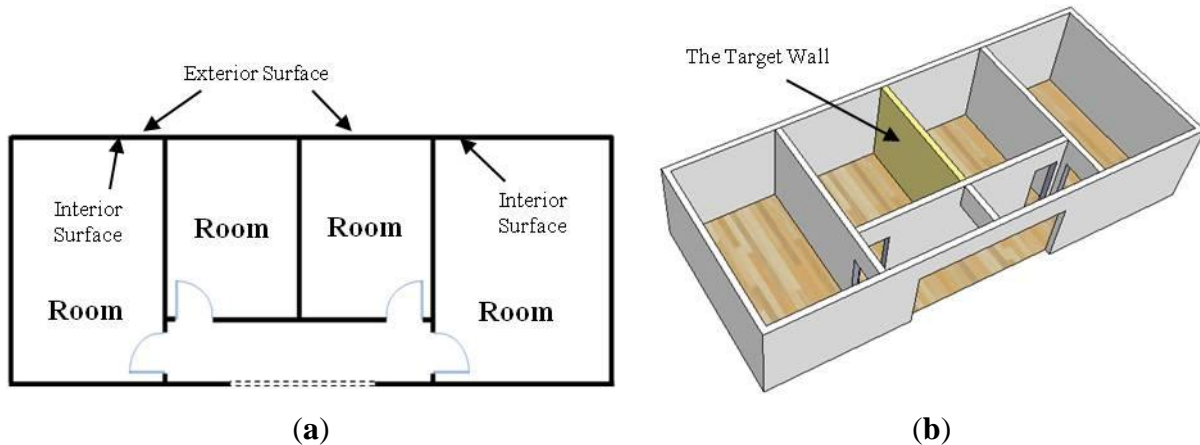 Exterior Surface
Interior
Surface
Room
Room
Interior
Surface
Room
Room
(a)
The Target Wall
(b)